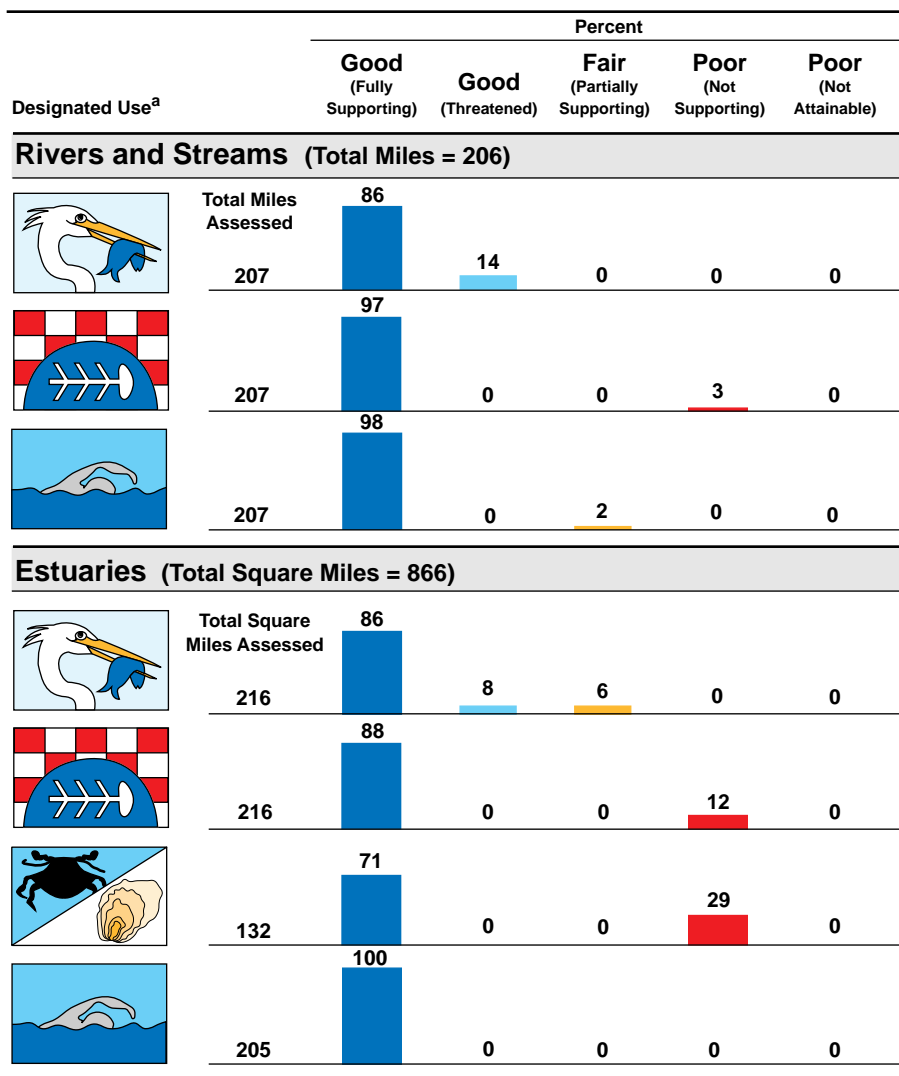 Percent
Designated Useᵃ
Good
(Fully
Supporting)
Good
(Threatened)
Fair
(Partially
Supporting)
Poor
(Not
Supporting)
Poor
(Not
Attainable)
Rivers and Streams (Total Miles = 206)
Total Miles
Assessed
86
14
207 0 0 0
97
207 0 0 3 0
98
207 0 2 0 0
Estuaries (Total Square Miles = 866)
Total Square
Miles Assessed
86
216 8 6 0 0
88
216 0 0 12 0
71
132 0 0 29 0
100
205 0 0 0 0